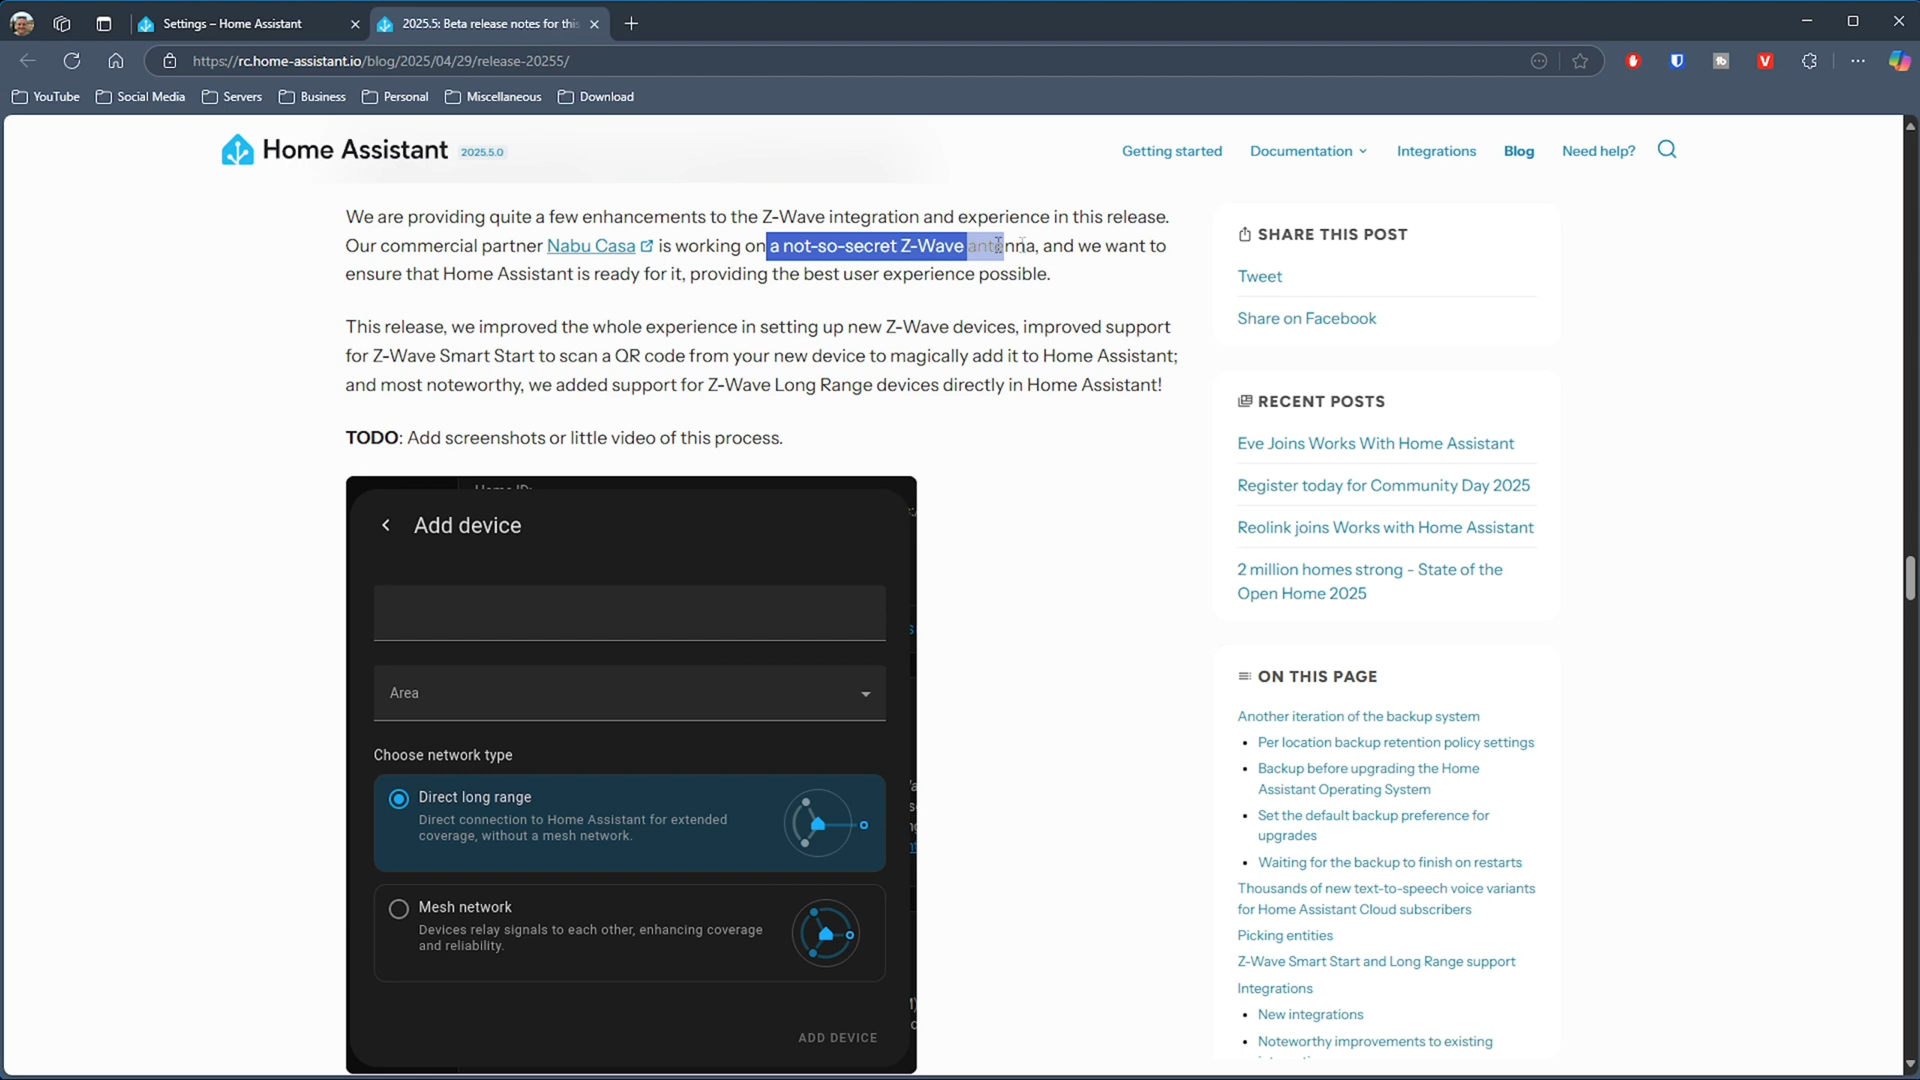 Settings – Home Assistant
2025.5: Beta release notes for this
https://rc.home-assistant.io/blog/2025/04/29/release-20255/
YouTube
Social Media
Servers
Business
Personal
Miscellaneous
Download
Home Assistant 2025.5.0
Getting started
Documentation
Integrations
Blog
Need help?
We are providing quite a few enhancements to the Z-Wave integration and experience in this release.
Our commercial partner Nabu Casa is working on a not-so-secret Z-Wave antenna, and we want to
ensure that Home Assistant is ready for it, providing the best user experience possible.
This release, we improved the whole experience in setting up new Z-Wave devices, improved support
for Z-Wave Smart Start to scan a QR code from your new device to magically add it to Home Assistant;
and most noteworthy, we added support for Z-Wave Long Range devices directly in Home Assistant!
TODO: Add screenshots or little video of this process.
Add device
Area
Choose network type
Direct long range
Direct connection to Home Assistant for extended
coverage, without a mesh network.
Mesh network
Devices relay signals to each other, enhancing coverage
and reliability.
ADD DEVICE
SHARE THIS POST
Tweet
Share on Facebook
RECENT POSTS
Eve Joins Works With Home Assistant
Register today for Community Day 2025
Reolink joins Works with Home Assistant
2 million homes strong - State of the
Open Home 2025
ON THIS PAGE
Another iteration of the backup system
• Per location backup retention policy settings
• Backup before upgrading the Home
Assistant Operating System
• Set the default backup preference for
upgrades
• Waiting for the backup to finish on restarts
Thousands of new text-to-speech voice variants
for Home Assistant Cloud subscribers
Picking entities
Z-Wave Smart Start and Long Range support
Integrations
• New integrations
• Noteworthy improvements to existing